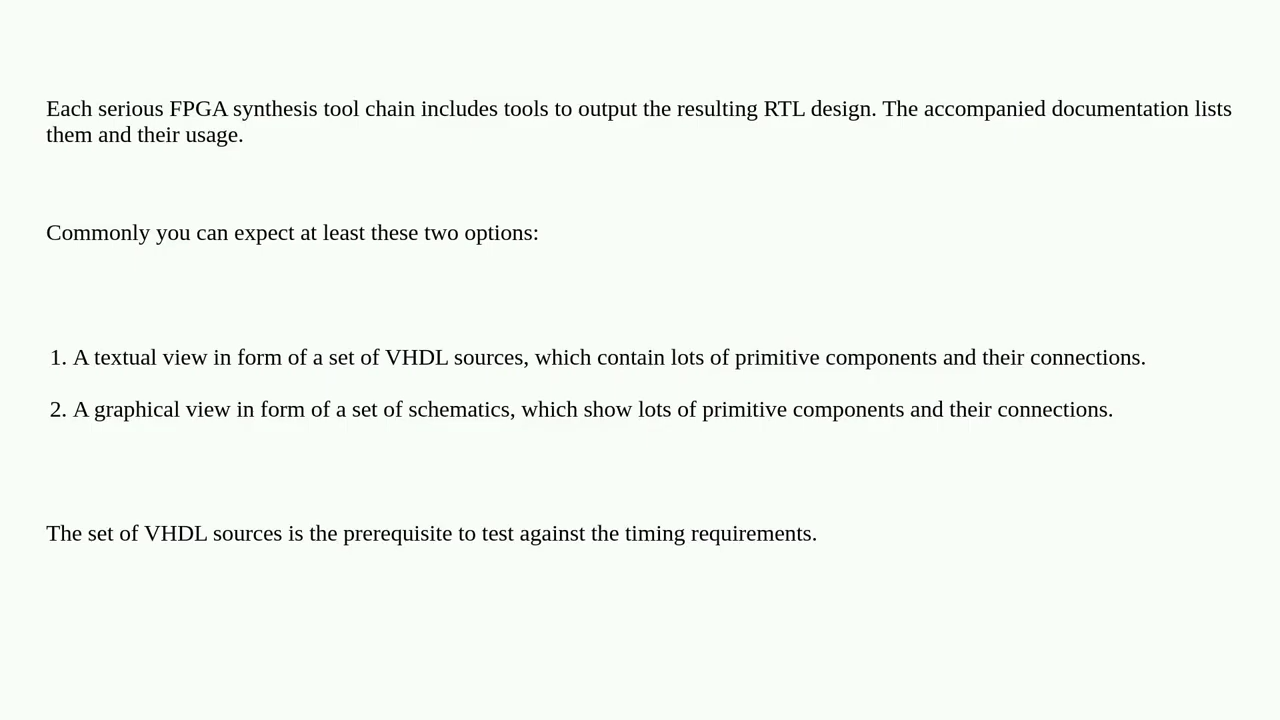 Each serious FPGA synthesis tool chain includes tools to output the resulting RTL design. The accompanied documentation lists
them and their usage.
Commonly you can expect at least these two options:
1. A textual view in form of a set of VHDL sources, which contain lots of primitive components and their connections.
2. A graphical view in form of a set of schematics, which show lots of primitive components and their connections.
The set of VHDL sources is the prerequisite to test against the timing requirements.